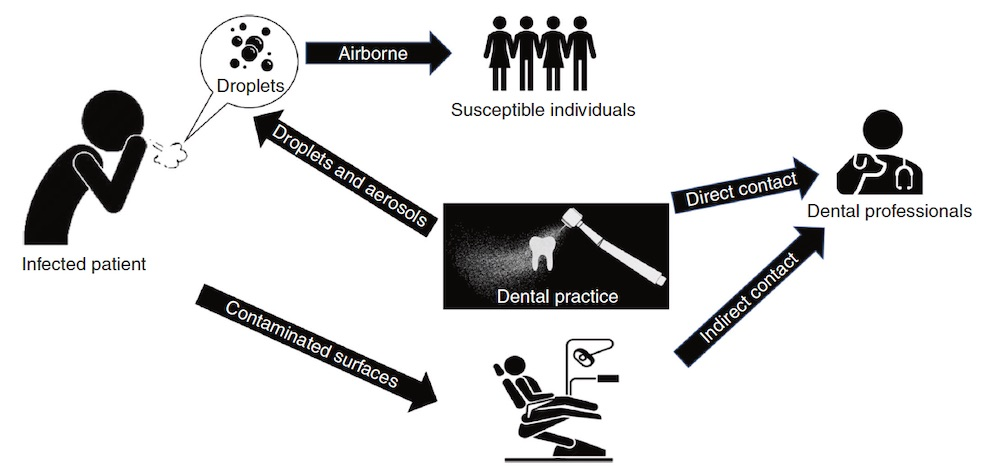 Droplets
Airborne
Susceptible individuals
Droplets and aerosols
Direct contact
Dental professionals
Infected patient
Dental practice
Indirect contact
Contaminated surfaces